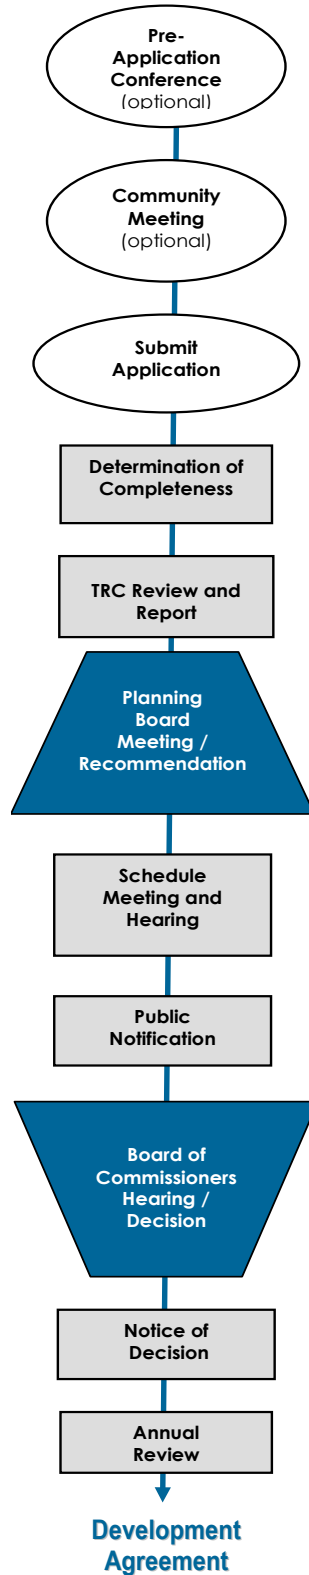 Pre-
Application
Conference
(optional)
Community
Meeting
(optional)
Submit
Application
Determination of
Completeness
TRC Review and
Report
Planning
Board
Meeting /
Recommendation
Schedule
Meeting and
Hearing
Public
Notification
Board of
Commissioners
Hearing /
Decision
Notice of
Decision
Annual
Review
Development
Agreement